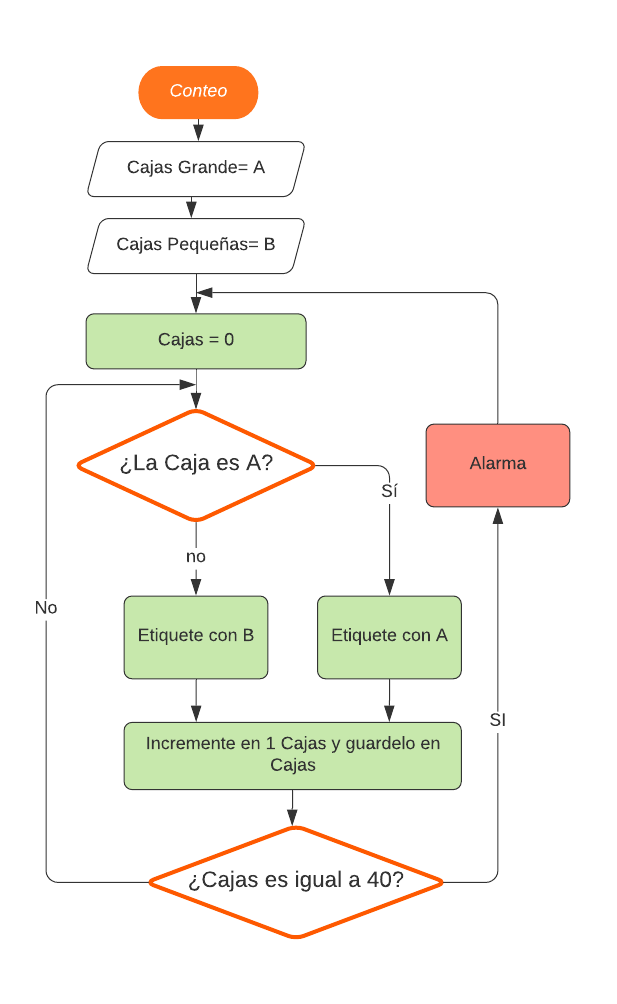 Conteo
Cajas Grande= A
Cajas Pequeñas= B
Cajas = 0
¿La Caja es A?
Alarma
Sí
no
No
Etiquete con B
Etiquete con A
SI
Incremente en 1 Cajas y guardelo en
Cajas
¿Cajas es igual a 40?